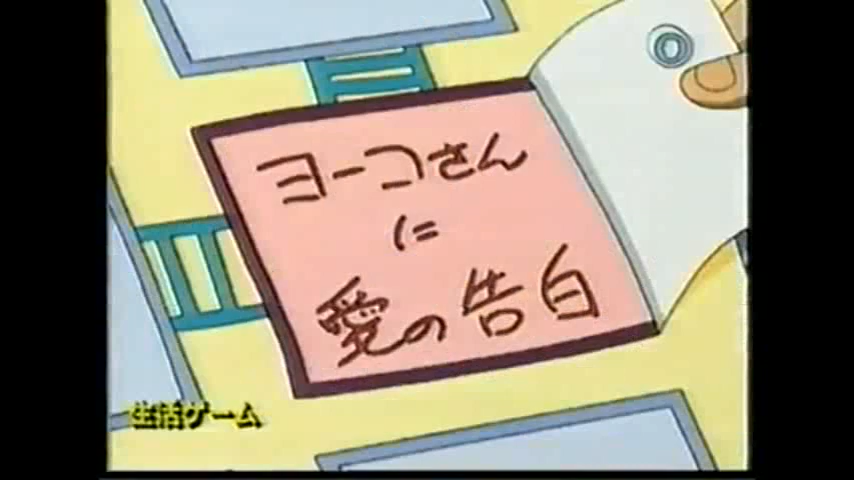 ヨーコさん
に
愛の告白
生活ゲーム